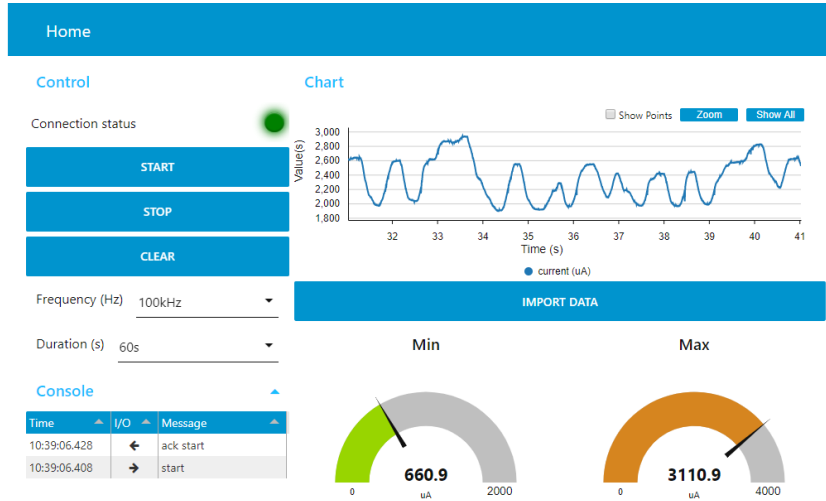 Home
Control
Connection status
START
STOP
CLEAR
Frequency (Hz) 100kHz
Duration (s) 60s
Console
Time I/O Message
10:39:06.428 ack start
10:39:06.408 start
Chart
Show Points Zoom Show All
Value(s)
3,000
2,800
2,600
2,400
2,200
2,000
1,800
32 33 34 35 36 37 38 39 40 41
Time (s)
current (uA)
IMPORT DATA
Min
660.9
0 uA 2000
Max
3110.9
0 uA 4000